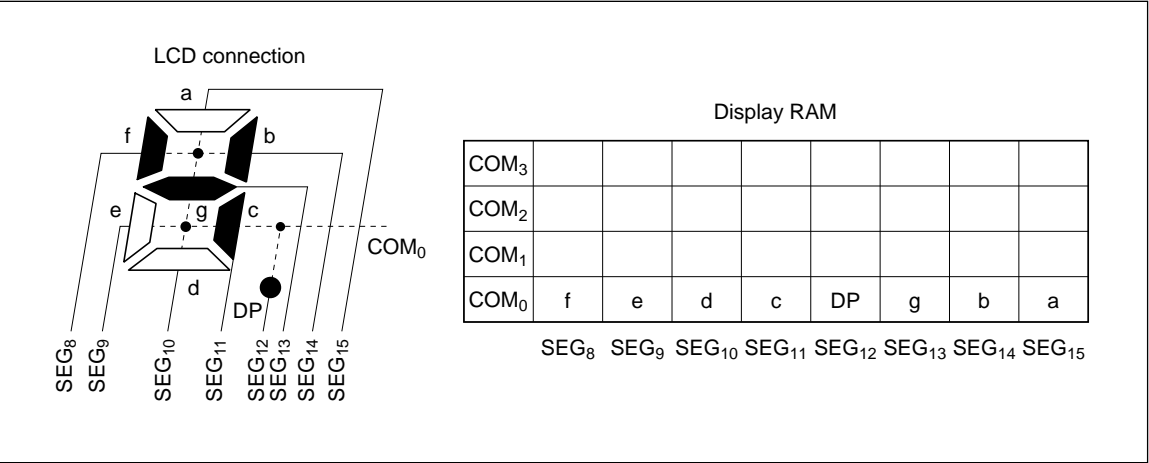 LCD connection
a
f
b
e
g
c
COM0
d
DP
SEG8
SEG9
SEG10
SEG11
SEG12
SEG13
SEG14
SEG15
Display RAM
COM3
COM2
COM1
COM0 f e d c DP g b a
SEG8 SEG9 SEG10 SEG11 SEG12 SEG13 SEG14 SEG15